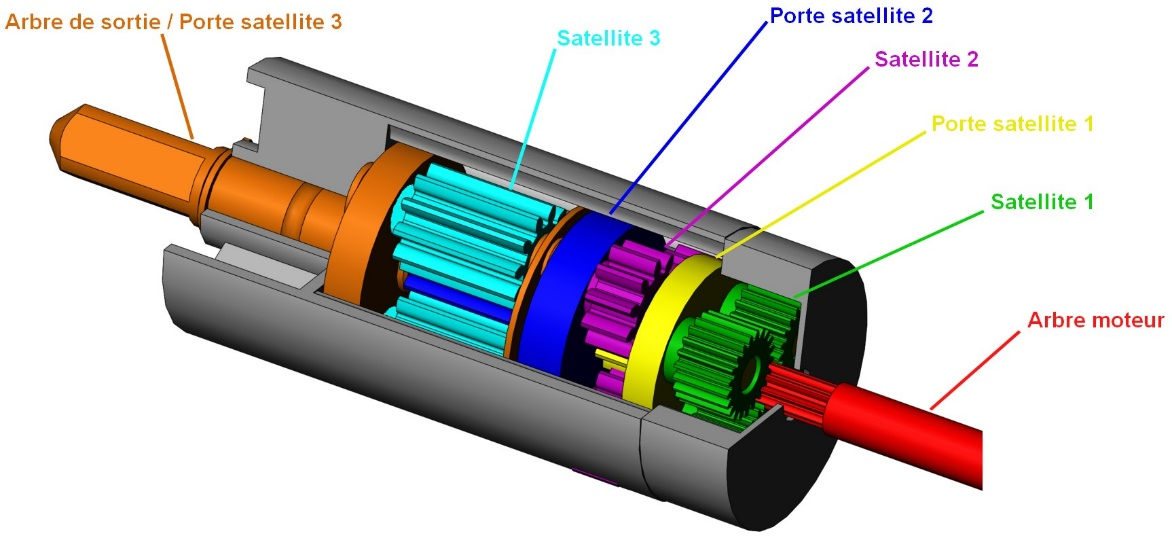 Arbre de sortie / Porte satellite 3
Porte satellite 2
Satellite 3
Satellite 2
Porte satellite 1
Satellite 1
Arbre moteur